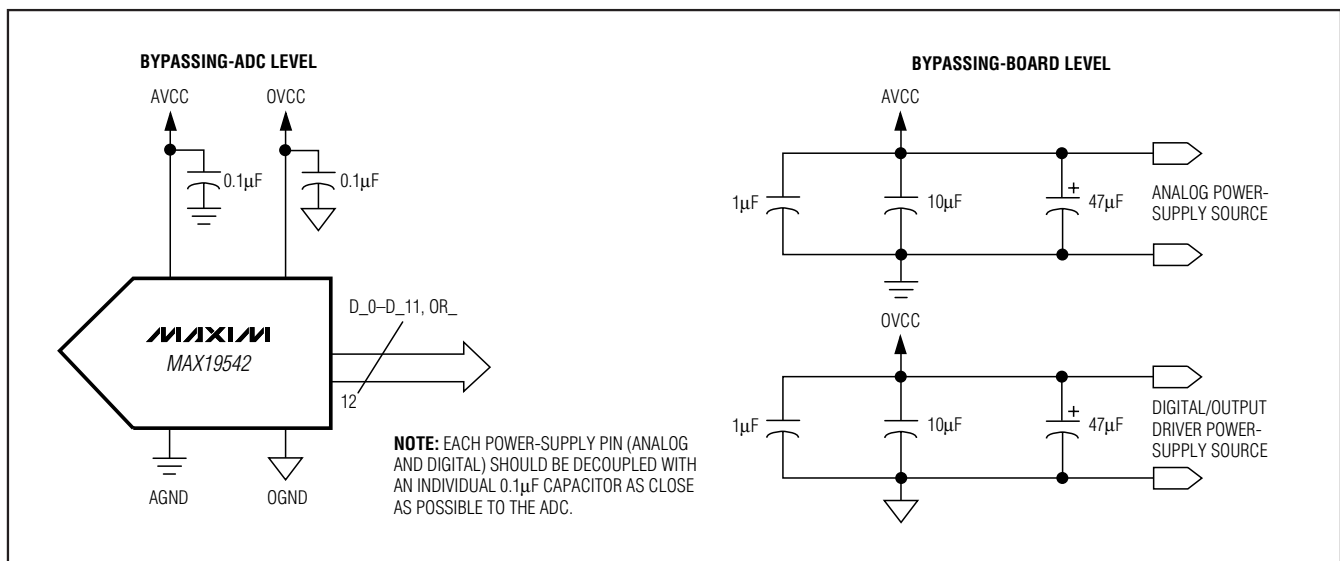 BYPASSING-ADC LEVEL
AVCC
OVCC
0.1µF
0.1µF
MAXIM
MAX19542
D_0–D_11, OR_
12
AGND
OGND
NOTE: EACH POWER-SUPPLY PIN (ANALOG
AND DIGITAL) SHOULD BE DECOUPLED WITH
AN INDIVIDUAL 0.1µF CAPACITOR AS CLOSE
AS POSSIBLE TO THE ADC.
BYPASSING-BOARD LEVEL
AVCC
1µF
10µF
+
47µF
ANALOG POWER-
SUPPLY SOURCE
OVCC
1µF
10µF
+
47µF
DIGITAL/OUTPUT
DRIVER POWER-
SUPPLY SOURCE